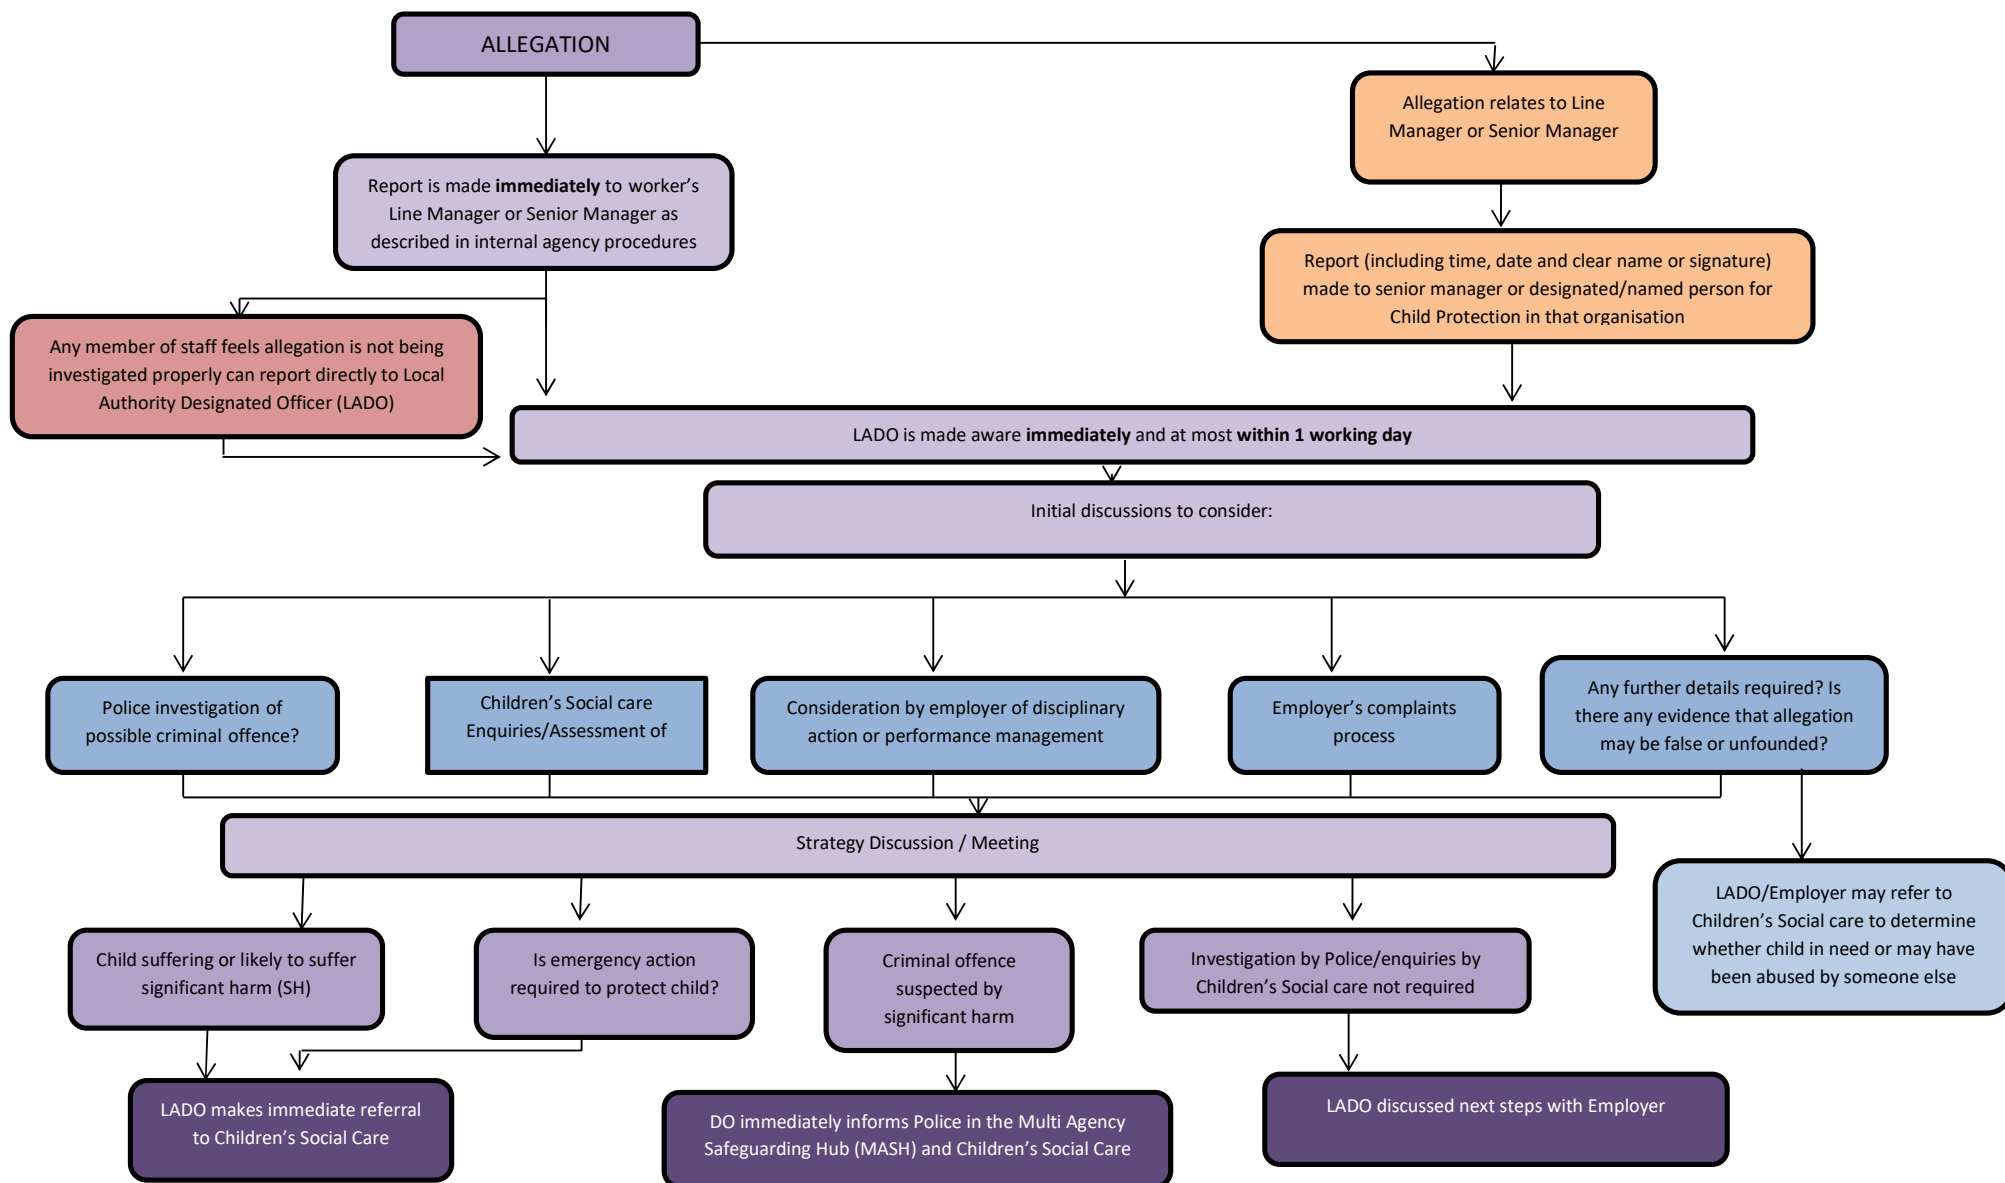 ALLEGATION
Allegation relates to Line
Manager or Senior Manager
Report is made immediately to worker’s
Line Manager or Senior Manager as
described in internal agency procedures
Report (including time, date and clear name or signature)
made to senior manager or designated/named person for
Child Protection in that organisation
Any member of staff feels allegation is not being
investigated properly can report directly to Local
Authority Designated Officer (LADO)
LADO is made aware immediately and at most within 1 working day
Initial discussions to consider:
Police investigation of
possible criminal offence?
Children’s Social care
Enquiries/Assessment of
Consideration by employer of disciplinary
action or performance management
Employer’s complaints
process
Any further details required? Is
there any evidence that allegation
may be false or unfounded?
Strategy Discussion / Meeting
Child suffering or likely to suffer
significant harm (SH)
Is emergency action
required to protect child?
Criminal offence
suspected by
significant harm
Investigation by Police/enquiries by
Children’s Social care not required
LADO/Employer may refer to
Children’s Social care to determine
whether child in need or may have
been abused by someone else
LADO makes immediate referral
to Children’s Social Care
DO immediately informs Police in the Multi Agency
Safeguarding Hub (MASH) and Children’s Social Care
LADO discussed next steps with Employer